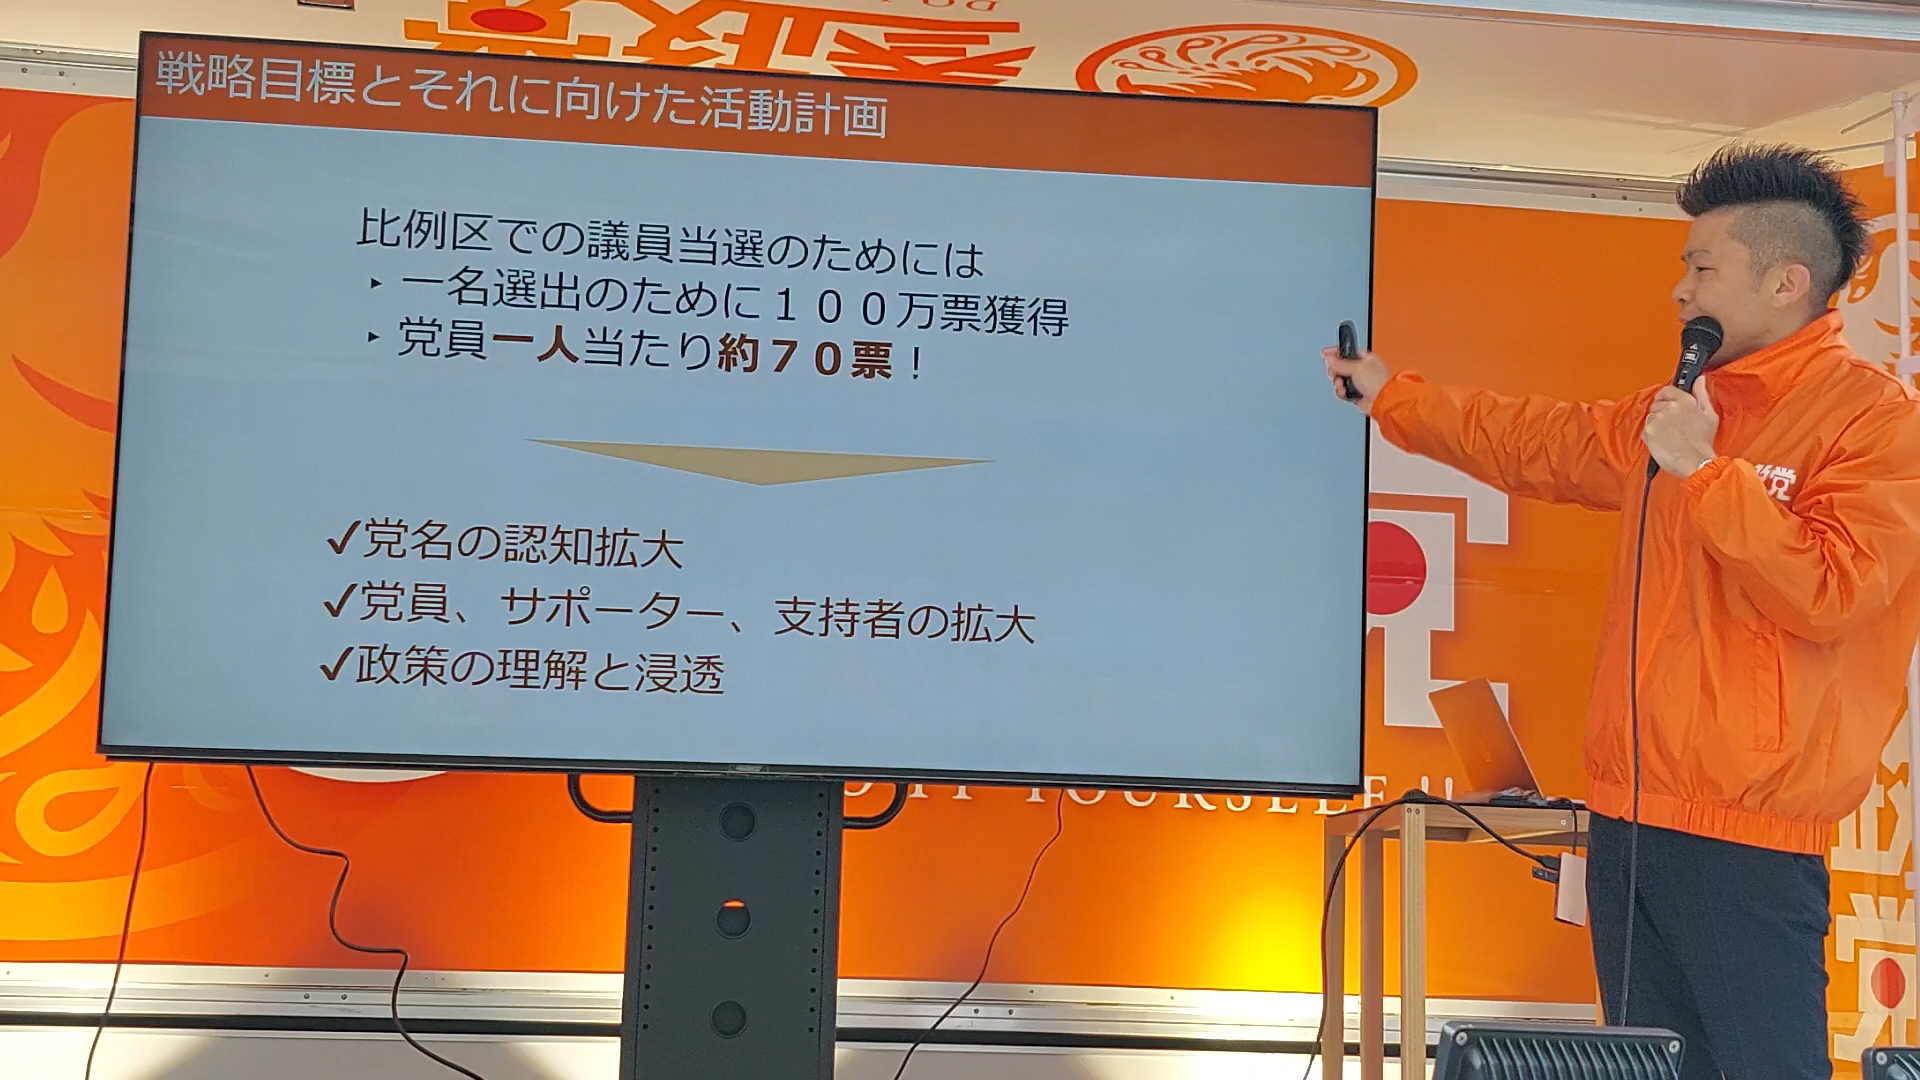 戦略目標とそれに向けた活動計画
比例区での議員当選のためには
▸ 一名選出のために１００万票獲得
▸ 党員一人当たり約７０票！
✓党名の認知拡大
✓党員、サポーター、支持者の拡大
✓政策の理解と浸透
YOURSELF !!
政党